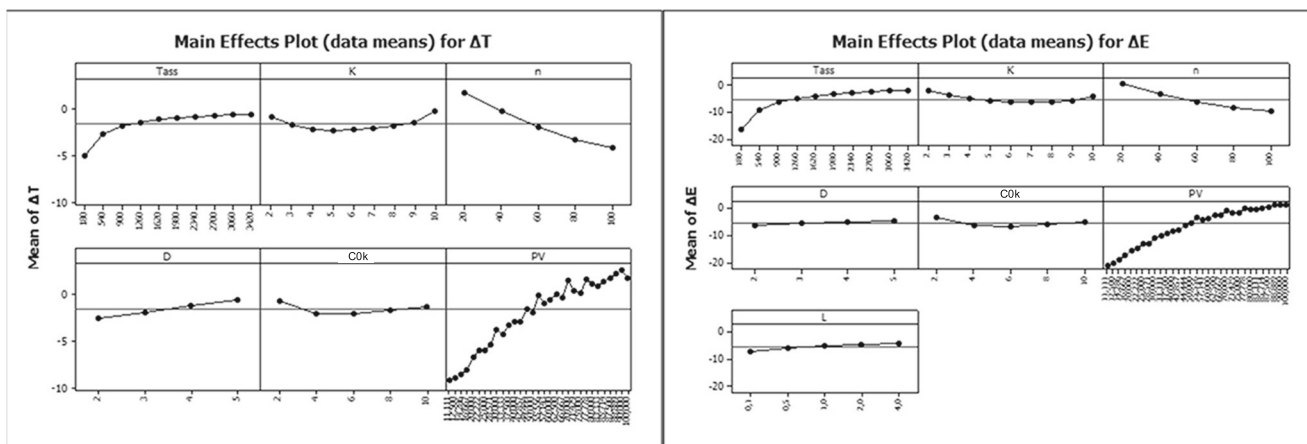 Main Effects Plot (data means) for ΔT
Tass K n
Mean of ΔT
0
-5
-10
180 540 900 1260 1620 1980 2340 2700 3060 3420
2 3 4 5 6 7 8 9 10
20 40 60 80 100
D C0k PV
0
-5
-10
2 3 4 5
2 4 6 8 10
Main Effects Plot (data means) for ΔE
Tass K n
Mean of ΔE
0
-10
-20
180 540 900 1260 1620 1980 2340 2700 3060 3420
2 3 4 5 6 7 8 9 10
20 40 60 80 100
D C0k PV
0
-10
-20
2 3 4 5
2 4 6 8 10
L
0
-10
-20
0,1 0,5 1,0 2,0 4,0